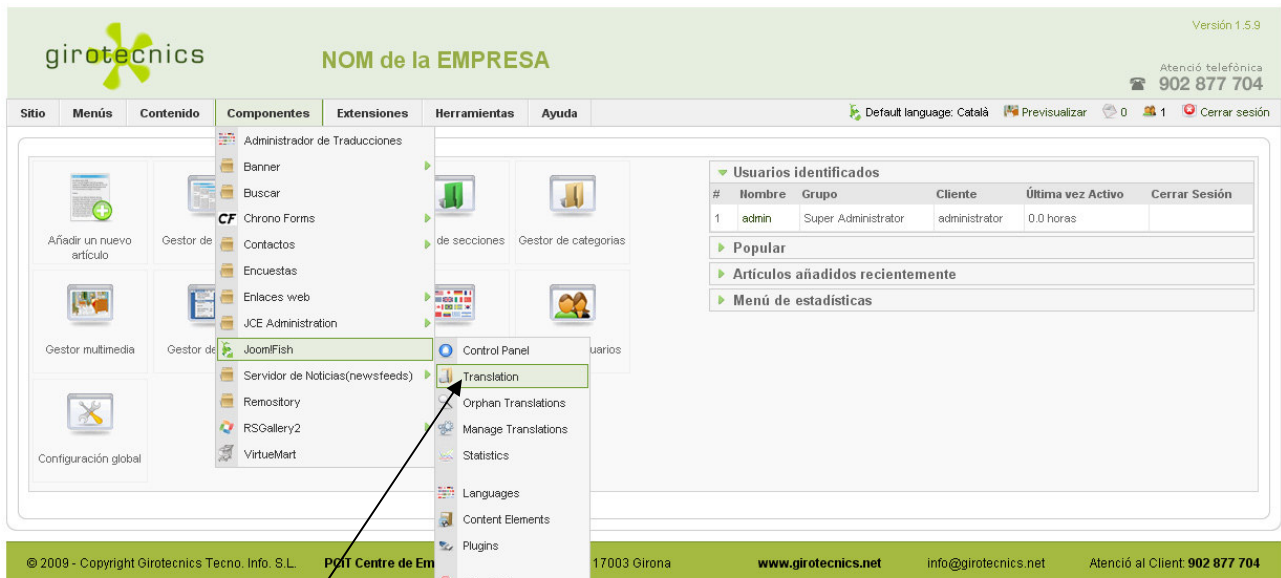 Versión 1.5.9
girotecnics
NOM de la EMPRESA
Atenció telefònica
902 877 704
Sitio Menús Contenido Componentes Extensiones Herramientas Ayuda Default language: Català Previsualizar 0 1 Cerrar sesión
Administrador de Traducciones
Banner
Buscar
CF Chrono Forms
Contactos
Encuestas
Enlaces web
JCE Administration
Joom!Fish
Servidor de Noticias(newsfeeds)
Remository
RSGallery2
VirtueMart
Control Panel
Translation
Orphan Translations
Manage Translations
Statistics
Languages
Content Elements
Plugins
Añadir un nuevo
artículo
Gestor de
de secciones
Gestor de categorias
Gestor multimedia
Gestor de
uarios
Configuración global
Usuarios identificados
# Nombre Grupo Cliente Última vez Activo Cerrar Sesión
1 admin Super Administrator administrator 0.0 horas
Popular
Artículos añadidos recientemente
Menú de estadísticas
© 2009 - Copyright Girotecnics Tecno. Info. S.L. PCiT Centre de Em 17003 Girona www.girotecnics.net info@girotecnics.net Atenció al Client: 902 877 704